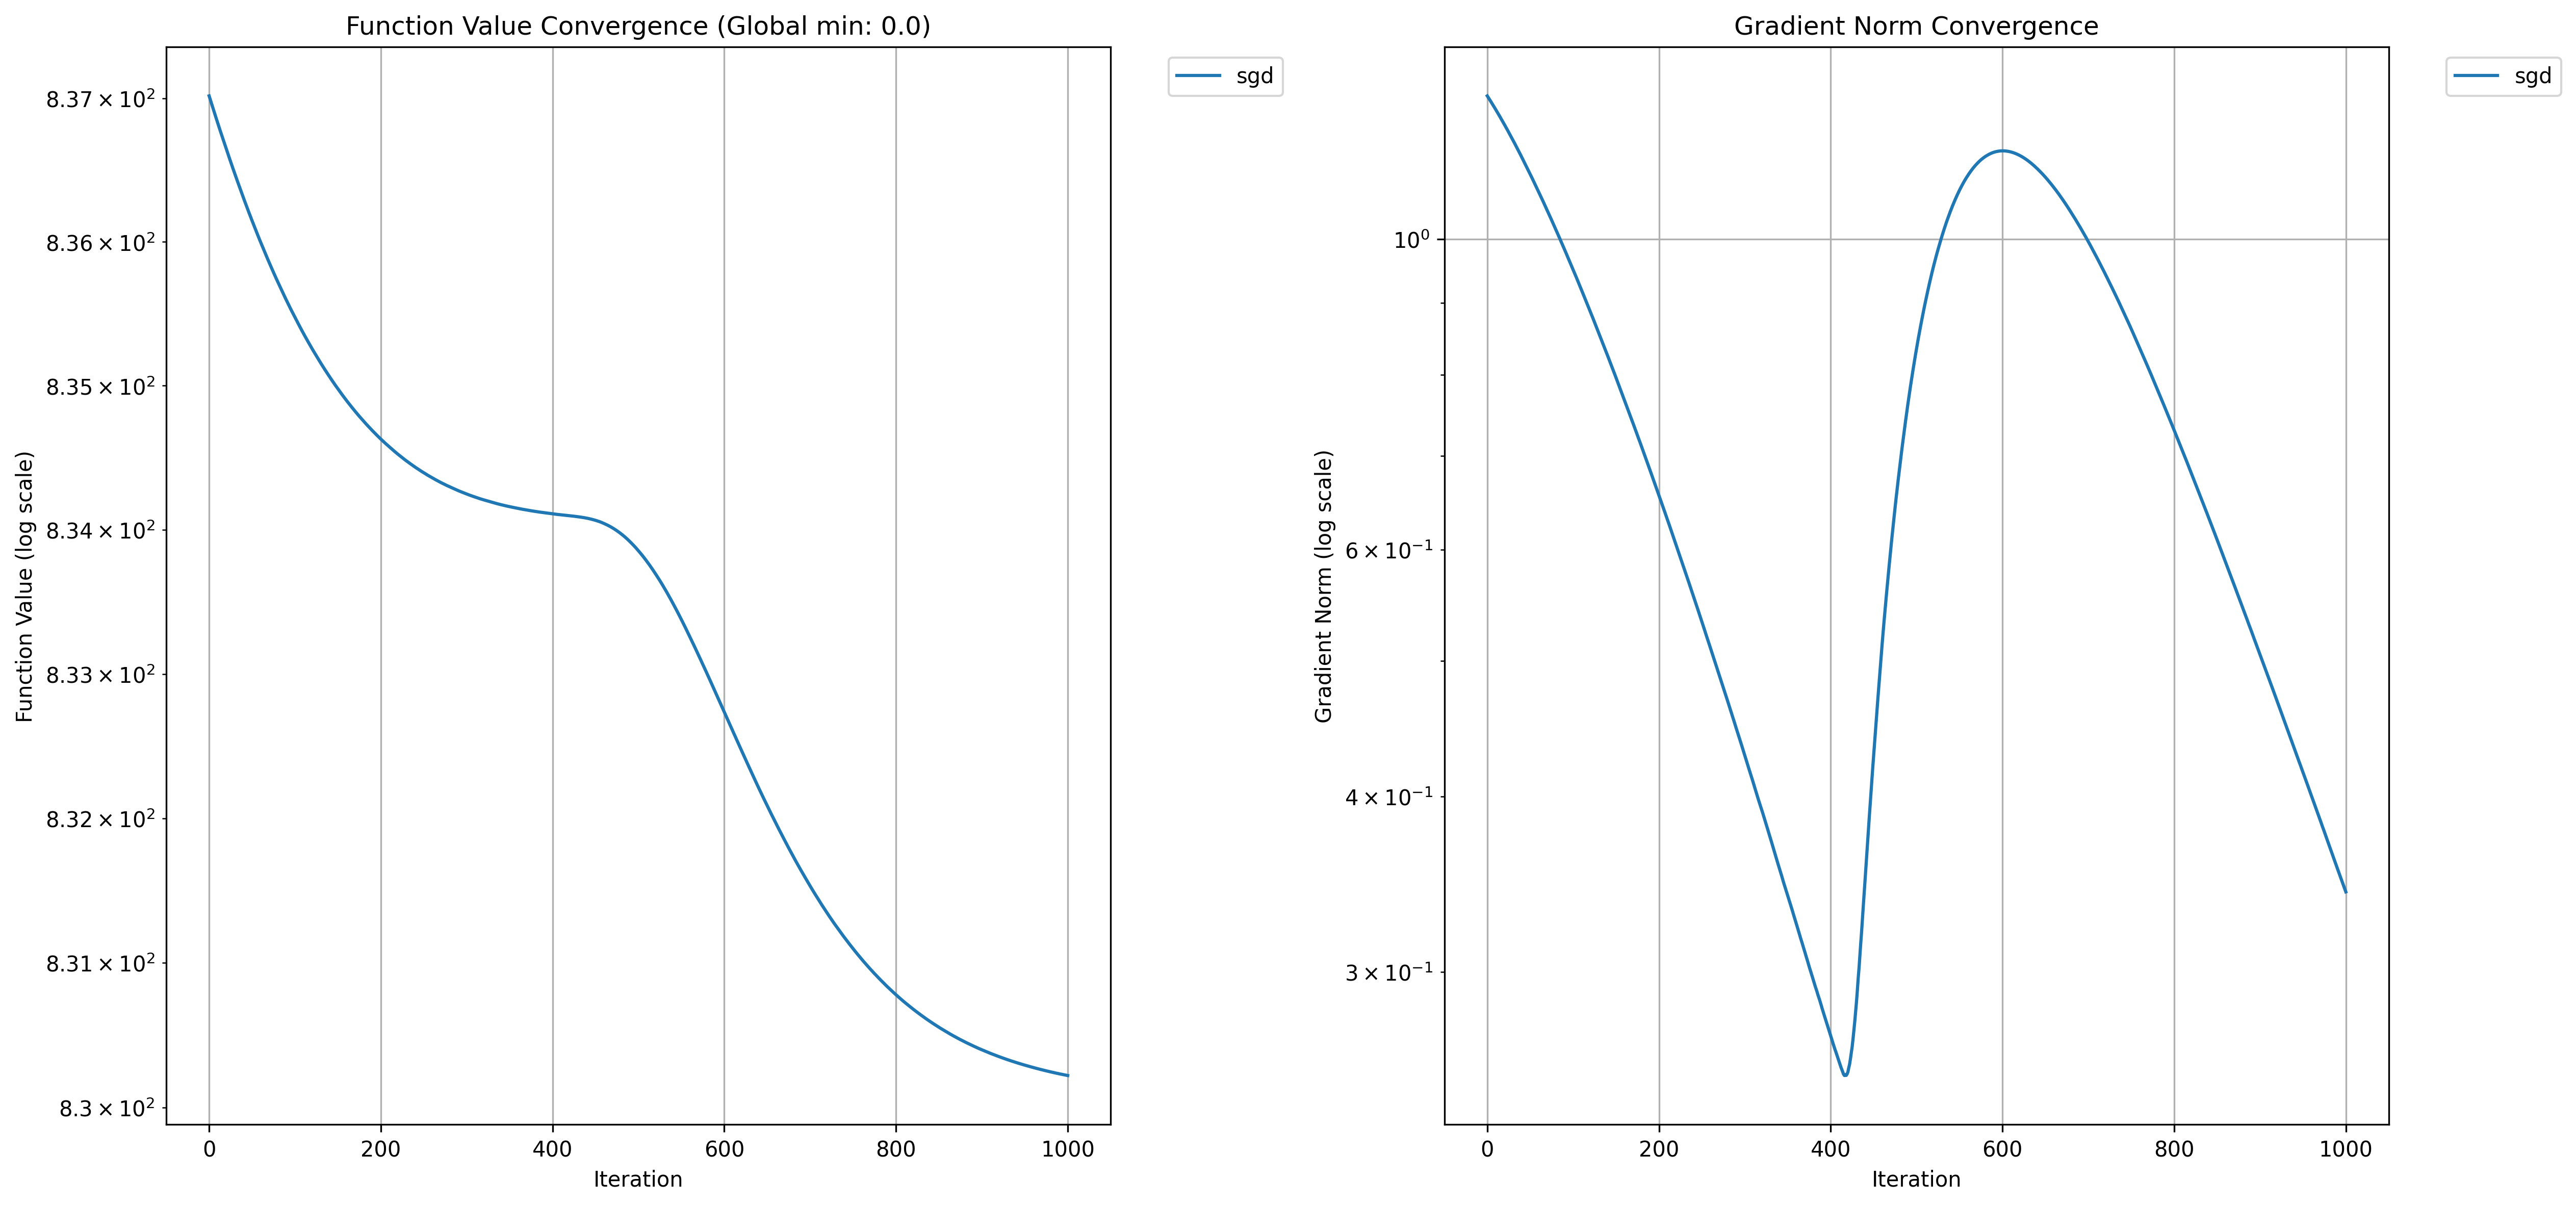 Function Value Convergence (Global min: 0.0)
sgd
8.37 × 10²
8.36 × 10²
8.35 × 10²
8.34 × 10²
8.33 × 10²
8.32 × 10²
8.31 × 10²
8.3 × 10²
Function Value (log scale)
0 200 400 600 800 1000
Iteration
Gradient Norm Convergence
sgd
10⁰
6 × 10⁻¹
4 × 10⁻¹
3 × 10⁻¹
Gradient Norm (log scale)
0 200 400 600 800 1000
Iteration